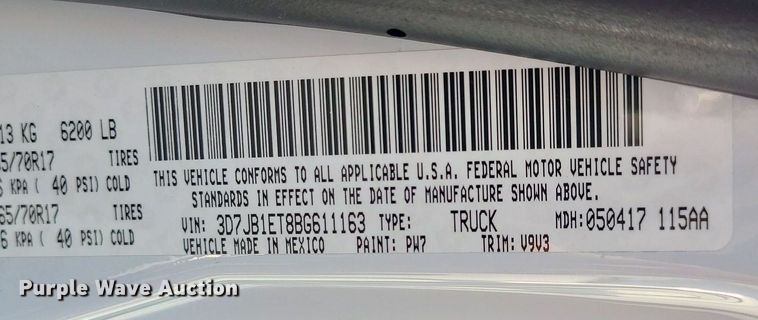 13 KG 6200 LB
5/70R17 TIRES
KPA ( 40 PSI) COLD
65/70R17 TIRES
6 KPA ( 40 PSI) COLD
THIS VEHICLE CONFORMS TO ALL APPLICABLE U.S.A. FEDERAL MOTOR VEHICLE SAFETY
STANDARDS IN EFFECT ON THE DATE OF MANUFACTURE SHOWN ABOVE.
VIN: 3D7JB1ET8BG611163 TYPE: TRUCK MDH:050417 115AA
VEHICLE MADE IN MEXICO PAINT: PW7 TRIM: V9V3
Purple Wave Auction